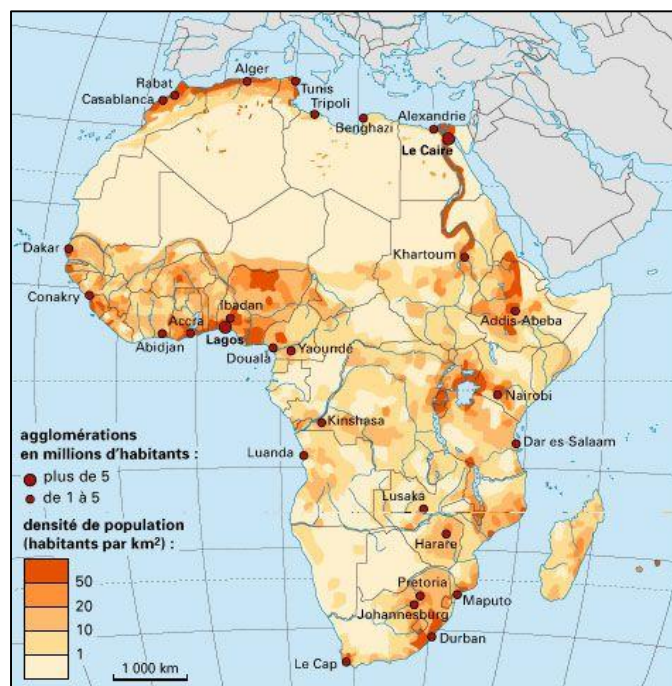 Alger
Rabat
Tunis
Casablanca
Tripoli
Alexandrie
Benghazi
Le Caire
Dakar
Khartoum
Conakry
Ibadan
Accra
Addis-Abeba
Abidjan
Lagos
Yaoundé
Douala
Nairobi
Kinshasa
agglomérations
en millions d'habitants :
Luanda
Dar es-Salaam
plus de 5
de 1 à 5
Lusaka
densité de population
(habitants par km²) :
Harare
50
Pretoria
20
Maputo
Johannesburg
10
Durban
1
Le Cap
1 000 km